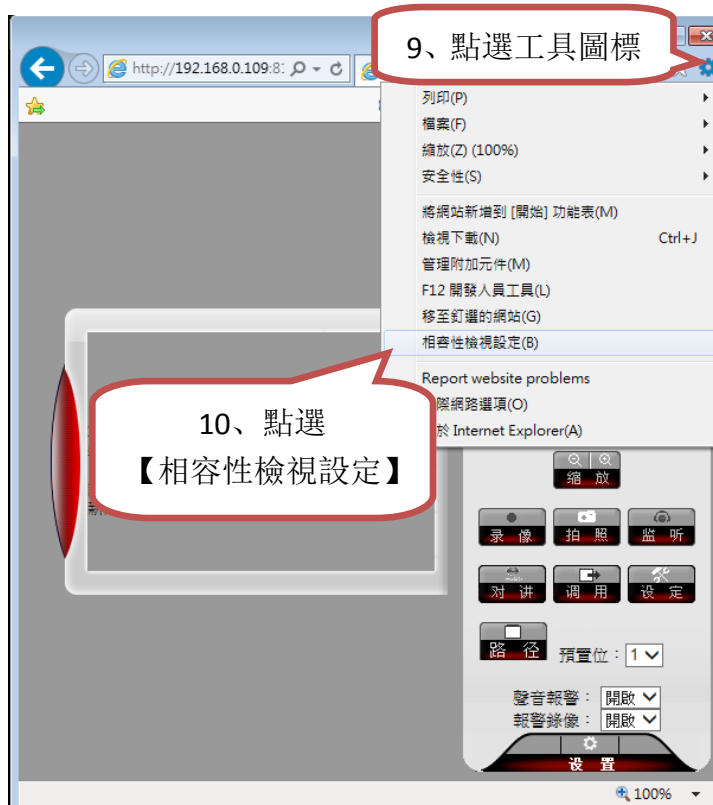 9、點選工具圖標
http://192.168.0.109:8
列印(P)
檔案(F)
縮放(Z) (100%)
安全性(S)
將網站新增到 [開始] 功能表(M)
檢視下載(N) Ctrl+J
管理附加元件(M)
F12 開發人員工具(L)
移至釘選的網站(G)
相容性檢視設定(B)
Report website problems
際網路選項(O)
於 Internet Explorer(A)
10、點選
【相容性檢視設定】
缩 放
录 像 拍 照 监 听
对 讲 调 用 设 定
路 径 預置位：1
聲音報警： 開啟
報警錄像： 開啟
设 置
100%